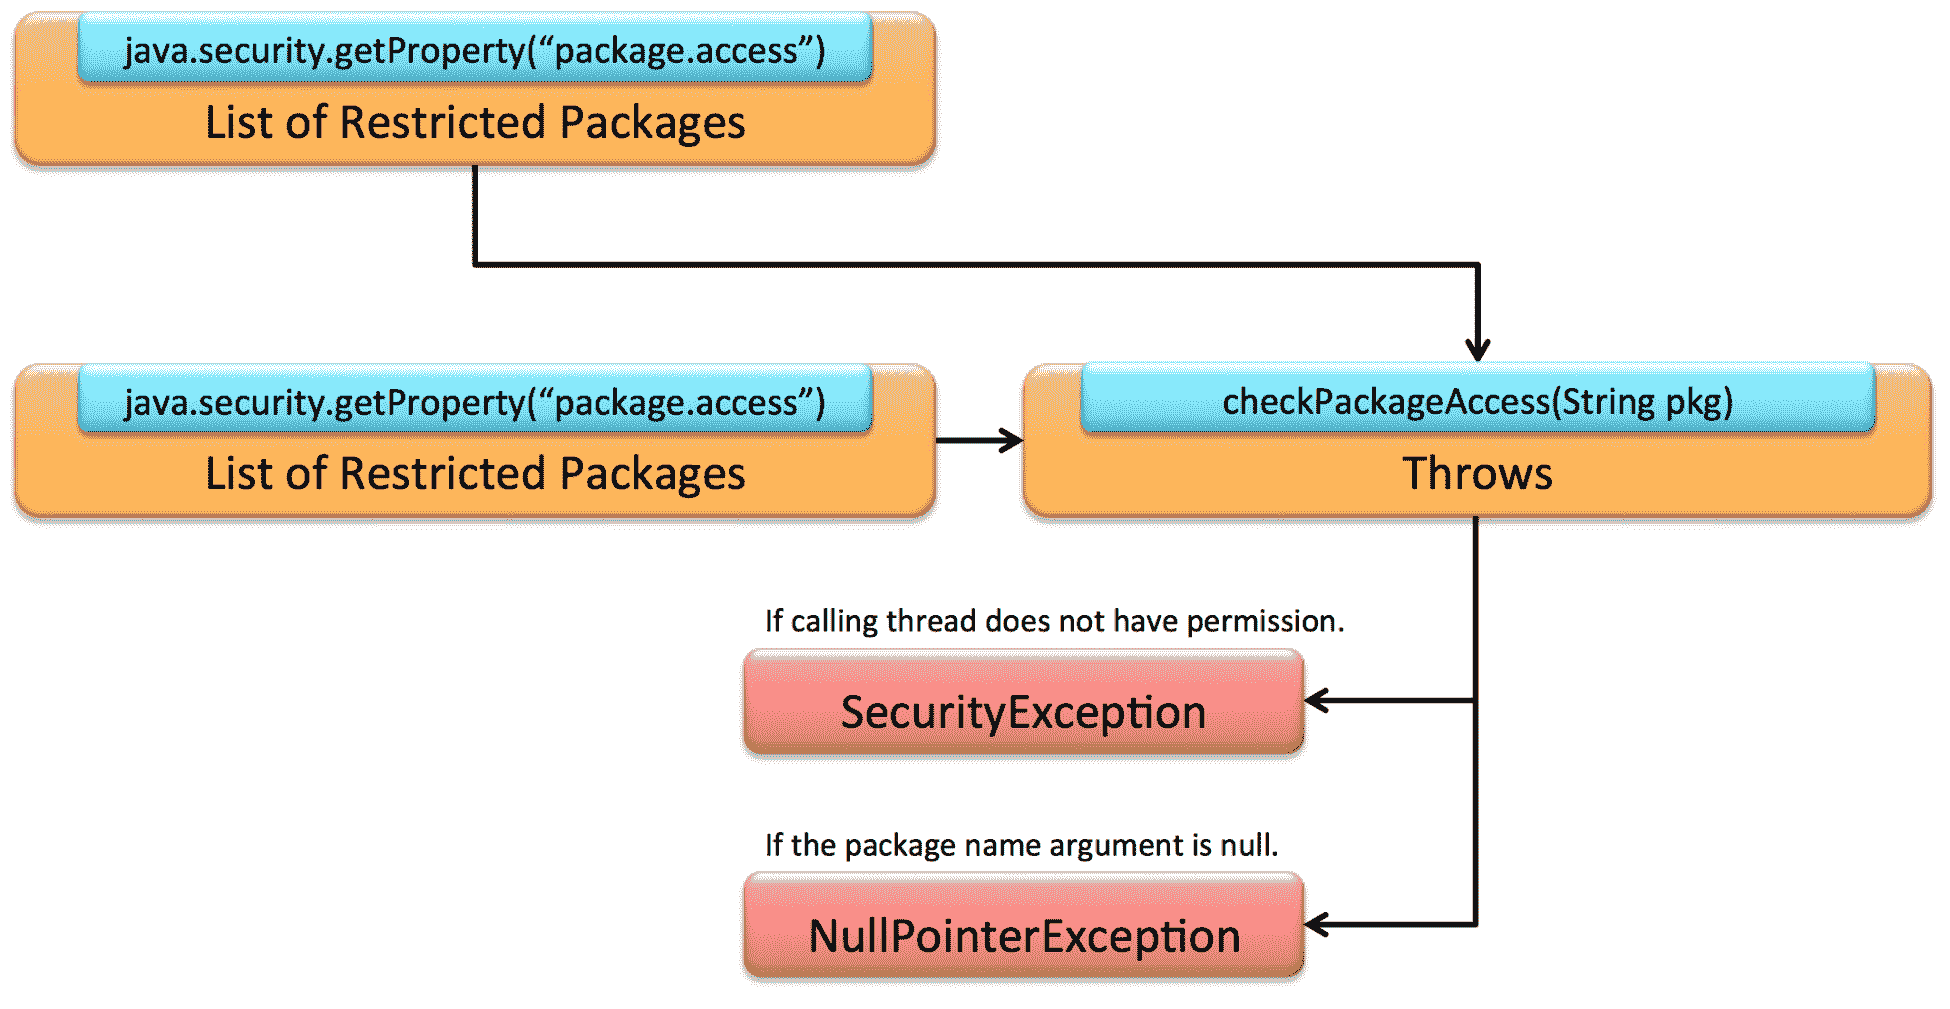 java.security.getProperty(“package.access”)
List of Restricted Packages
java.security.getProperty(“package.access”)
List of Restricted Packages
checkPackageAccess(String pkg)
Throws
If calling thread does not have permission.
SecurityException
If the package name argument is null.
NullPointerException